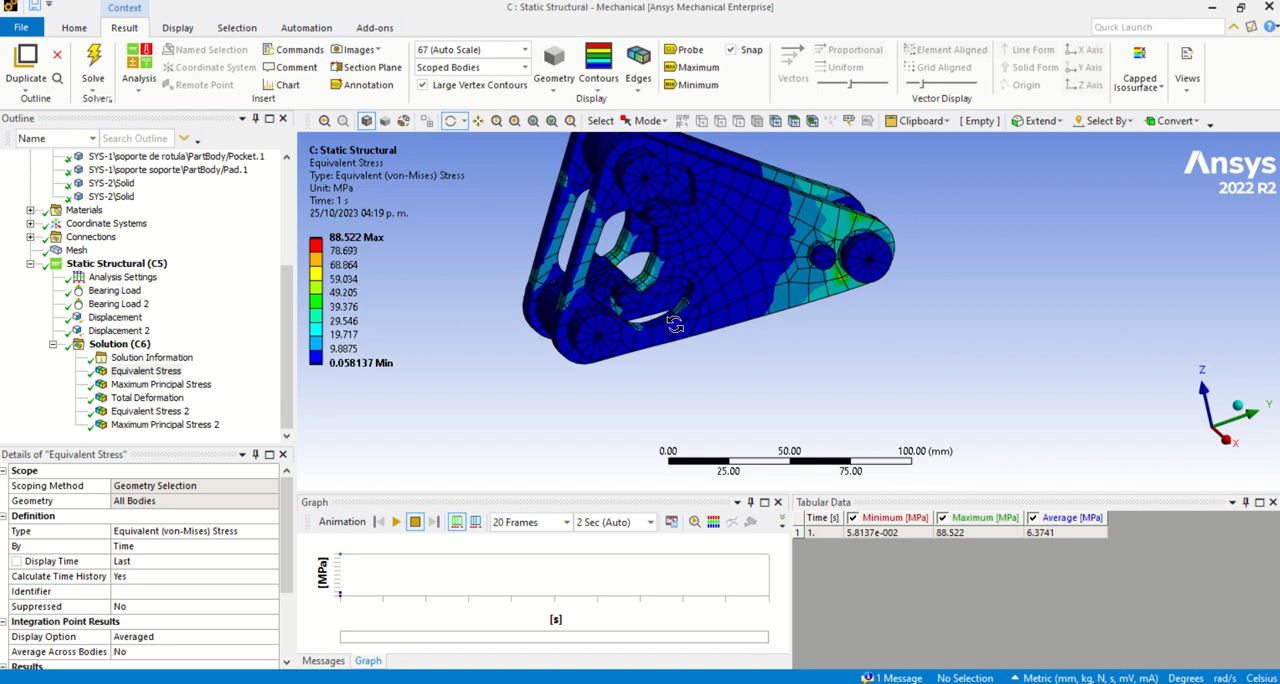 Context
C : Static Structural - Mechanical [Ansys Mechanical Enterprise]
File
Home
Result
Display
Selection
Automation
Add-ons
Quick Launch
Duplicate
Outline
Solve
Solver
Analysis
Named Selection
Coordinate System
Remote Point
Commands
Comment
Chart
Images
Section Plane
Annotation
Insert
67 (Auto Scale)
Scoped Bodies
Large Vertex Contours
Geometry
Contours
Edges
Display
Probe
Maximum
Minimum
Snap
Vectors
Proportional
Uniform
Element Aligned
Grid Aligned
Line Form
Solid Form
Origin
X Axis
Y Axis
Z Axis
Vector Display
Capped
Isosurface
Views
Outline
Name
Search Outline
Select
Mode
Clipboard
[ Empty ]
Extend
Select By
Convert
SYS-1\soporte de rotula\PartBody/Pocket.1
SYS-1\soporte soporte\PartBody/Pad.1
SYS-2\Solid
SYS-2\Solid
Materials
Coordinate Systems
Connections
Mesh
Static Structural (C5)
Analysis Settings
Bearing Load
Bearing Load 2
Displacement
Displacement 2
Solution (C6)
Solution Information
Equivalent Stress
Maximum Principal Stress
Total Deformation
Equivalent Stress 2
Maximum Principal Stress 2
C: Static Structural
Equivalent Stress
Type: Equivalent (von-Mises) Stress
Unit: MPa
Time: 1 s
25/10/2023 04:19 p. m.
88.522 Max
78.693
68.864
59.034
49.205
39.376
29.546
19.717
9.8875
0.058137 Min
Ansys
2022 R2
Z
Y
X
0.00
50.00
100.00 (mm)
25.00
75.00
Details of "Equivalent Stress"
Scope
Scoping Method
Geometry Selection
Geometry
All Bodies
Definition
Type
Equivalent (von-Mises) Stress
By
Time
Display Time
Last
Calculate Time History
Yes
Identifier
Suppressed
No
Integration Point Results
Display Option
Averaged
Average Across Bodies
No
Results
Graph
Animation
20 Frames
2 Sec (Auto)
[MPa]
[s]
Messages
Graph
Tabular Data
Time [s]
Minimum [MPa]
Maximum [MPa]
Average [MPa]
1
1.
5.8137e-002
88.522
6.3741
1 Message
No Selection
Metric (mm, kg, N, s, mV, mA)
Degrees
rad/s
Celsius